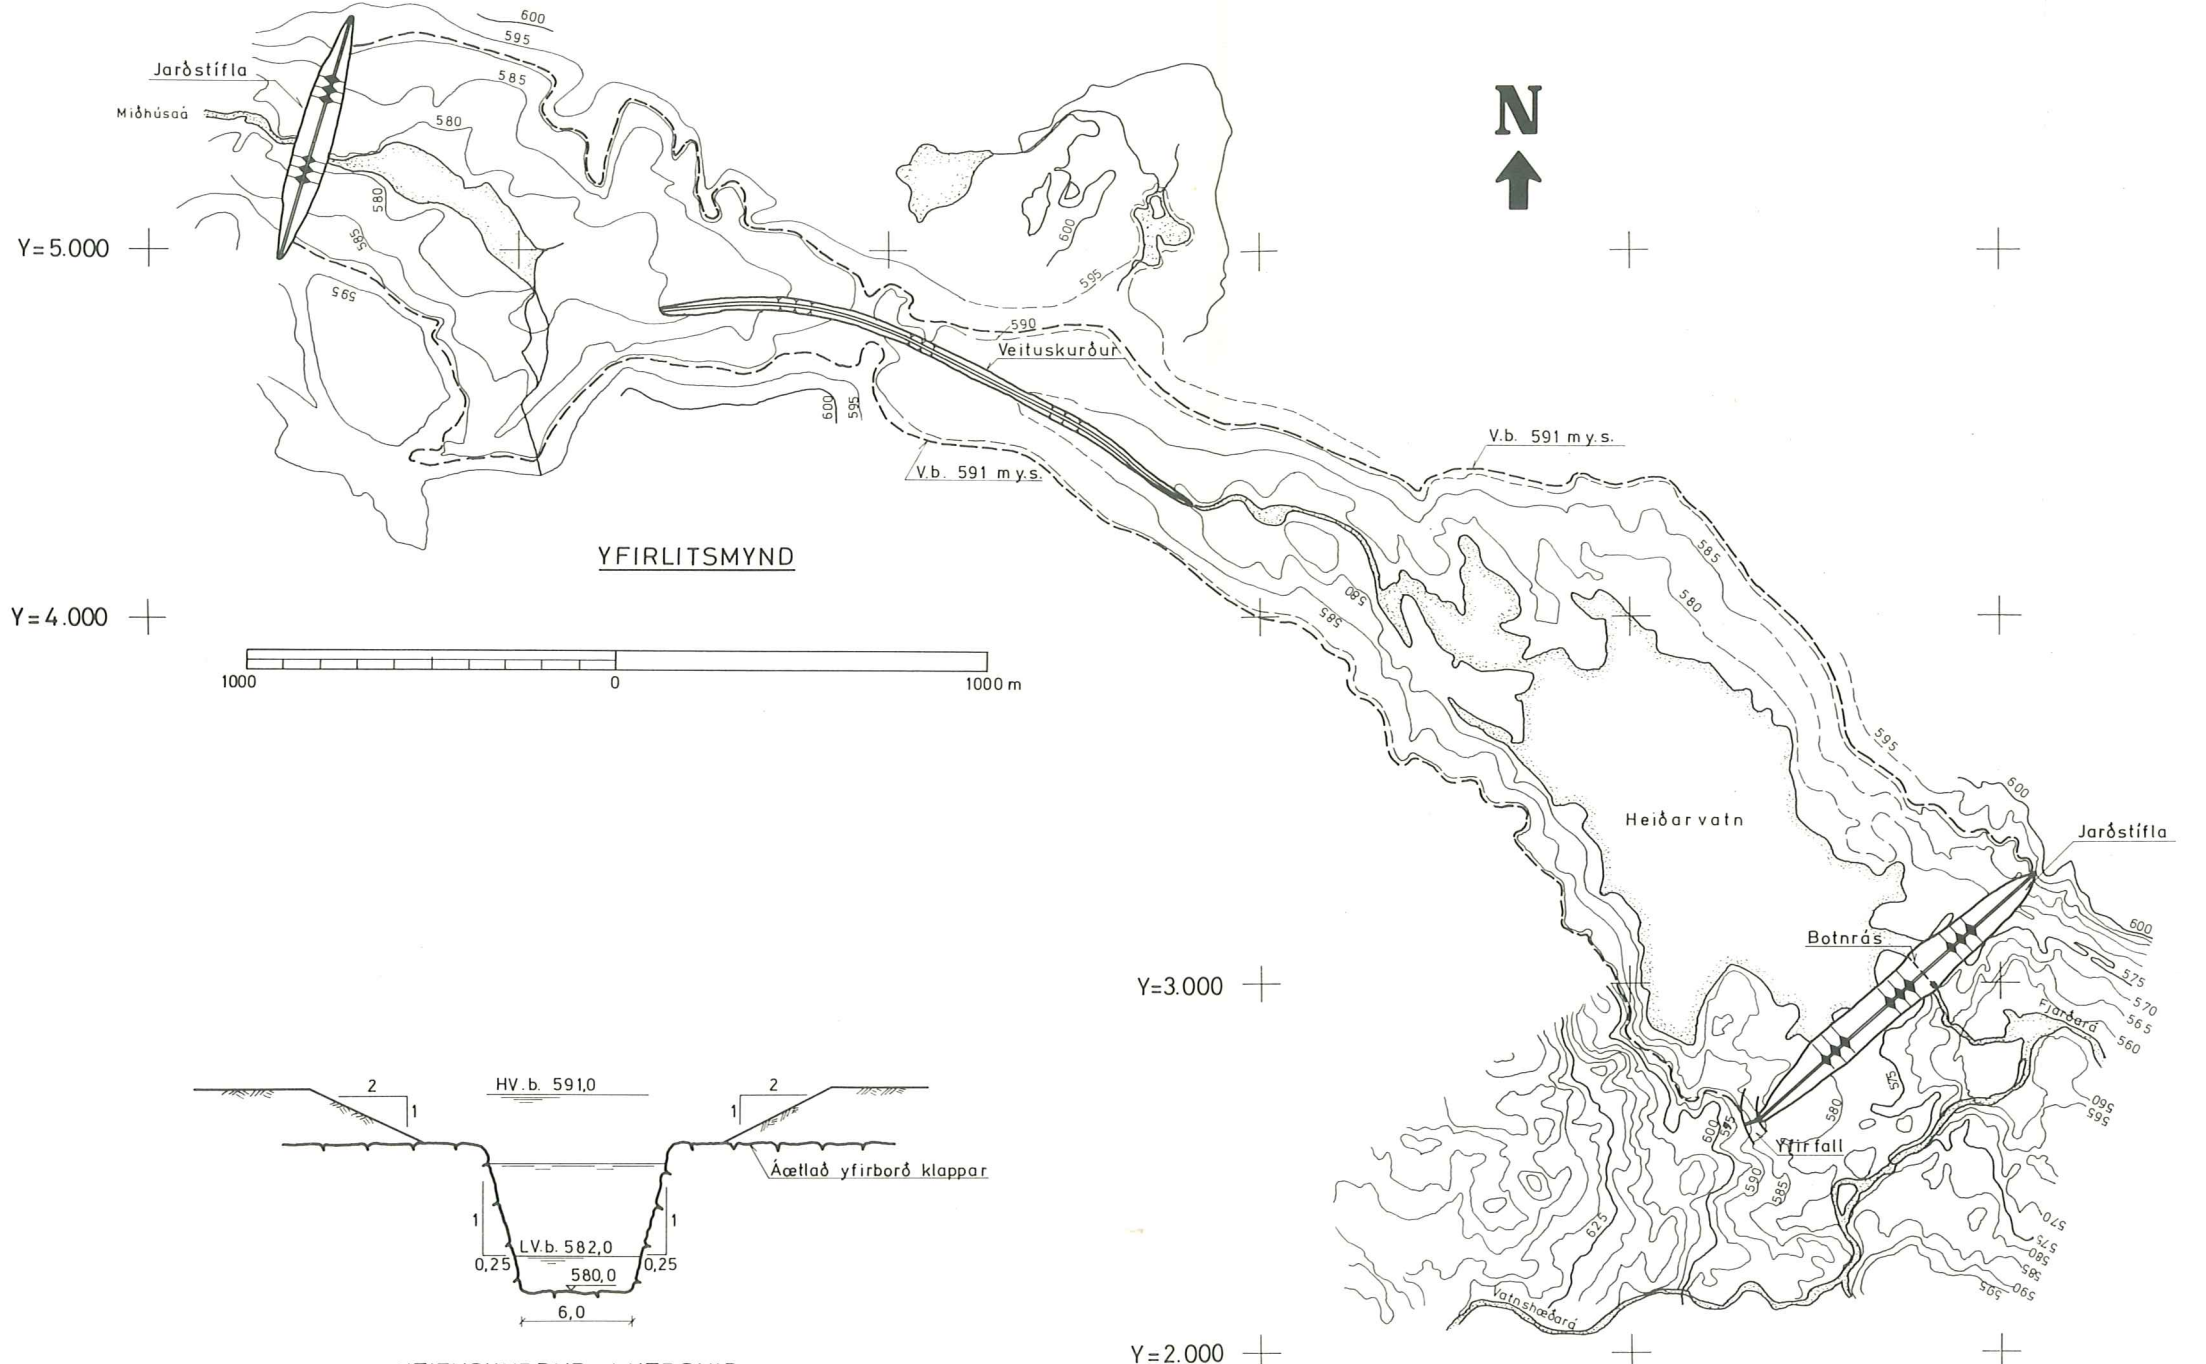 600
595
585
Jarðstífla
Miðhúsaá
580
580
585
595
N
600
595
Y=5.000
590
Veituskurður
600
595
V.b. 591 m y.s.
V.b. 591 m y.s.
YFIRLITSMYND
585
580
580
585
Y=4.000
1000
0
1000 m
595
600
Heiðarvatn
Jarðstífla
600
Botnrás
575
570
565
560
Fjarðará
Y=3.000
575
580
560
565
600
595
Yfirfall
590
585
625
570
575
580
585
590
595
Vatnshæðará
Y=2.000
HV.b. 591,0
2
1
2
1
Áætlað yfirborð klappar
1
1
LV.b. 582,0
0,25
0,25
580,0
6,0